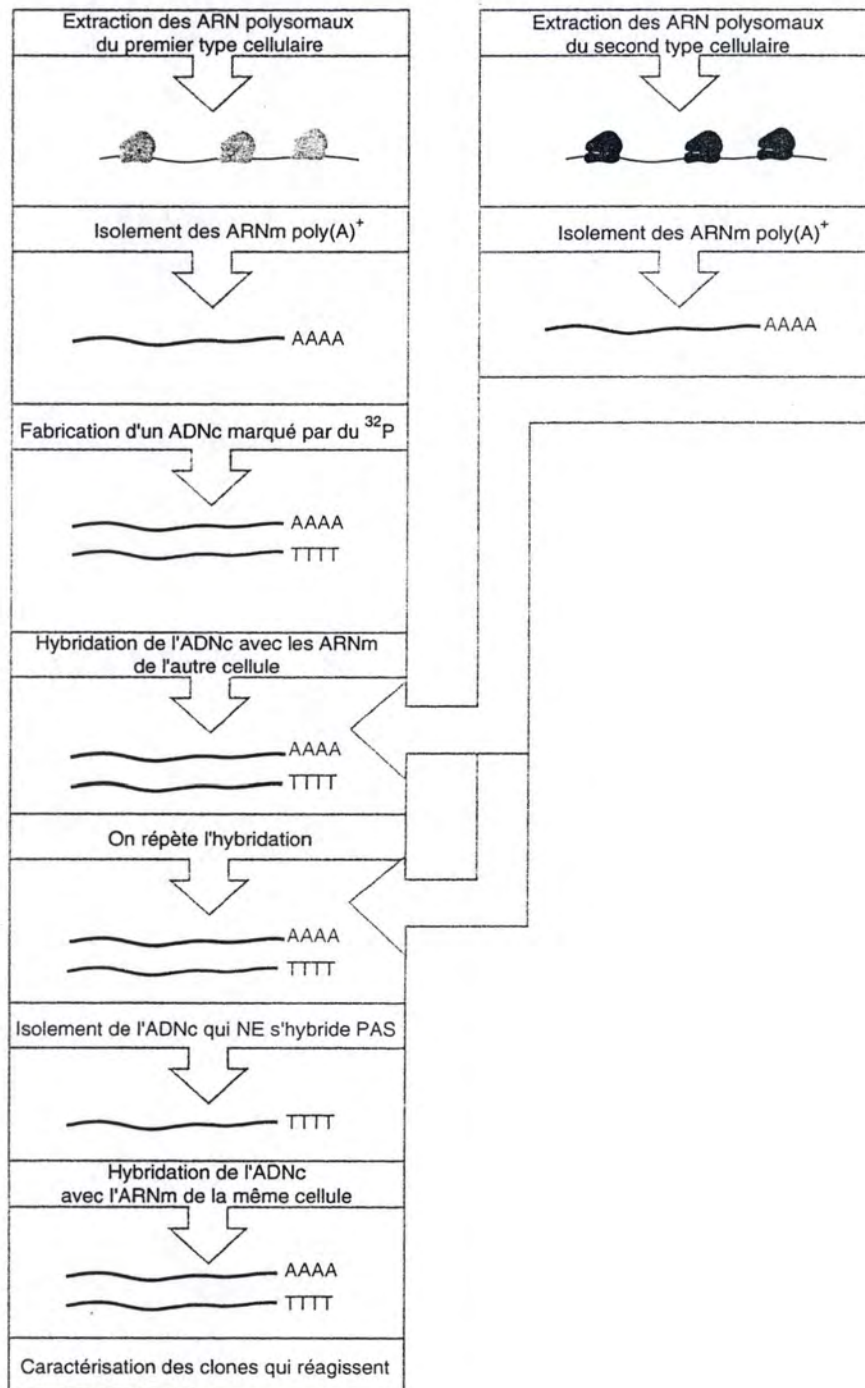 Extraction des ARN polysomaux
du premier type cellulaire
Extraction des ARN polysomaux
du second type cellulaire
Isolement des ARNm poly(A)⁺
Isolement des ARNm poly(A)⁺
AAAA
AAAA
Fabrication d'un ADNc marqué par du ³²P
AAAA
TTTT
Hybridation de l'ADNc avec les ARNm
de l'autre cellule
AAAA
TTTT
On répète l'hybridation
AAAA
TTTT
Isolement de l'ADNc qui NE s'hybride PAS
TTTT
Hybridation de l'ADNc
avec l'ARNm de la même cellule
AAAA
TTTT
Caractérisation des clones qui réagissent